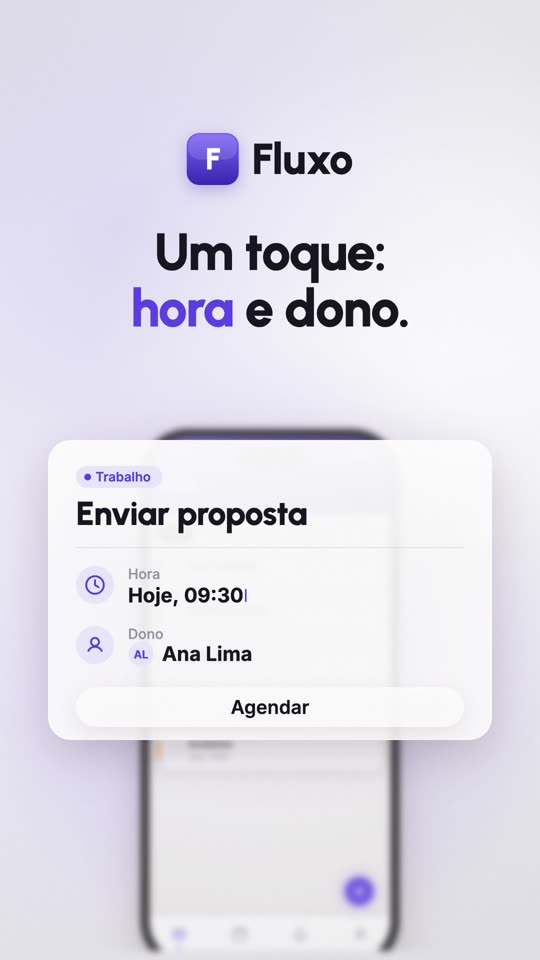 F Fluxo
Um toque:
hora e dono.
Trabalho
Enviar proposta
Hora
Hoje, 09:30
Dono
AL Ana Lima
Agendar